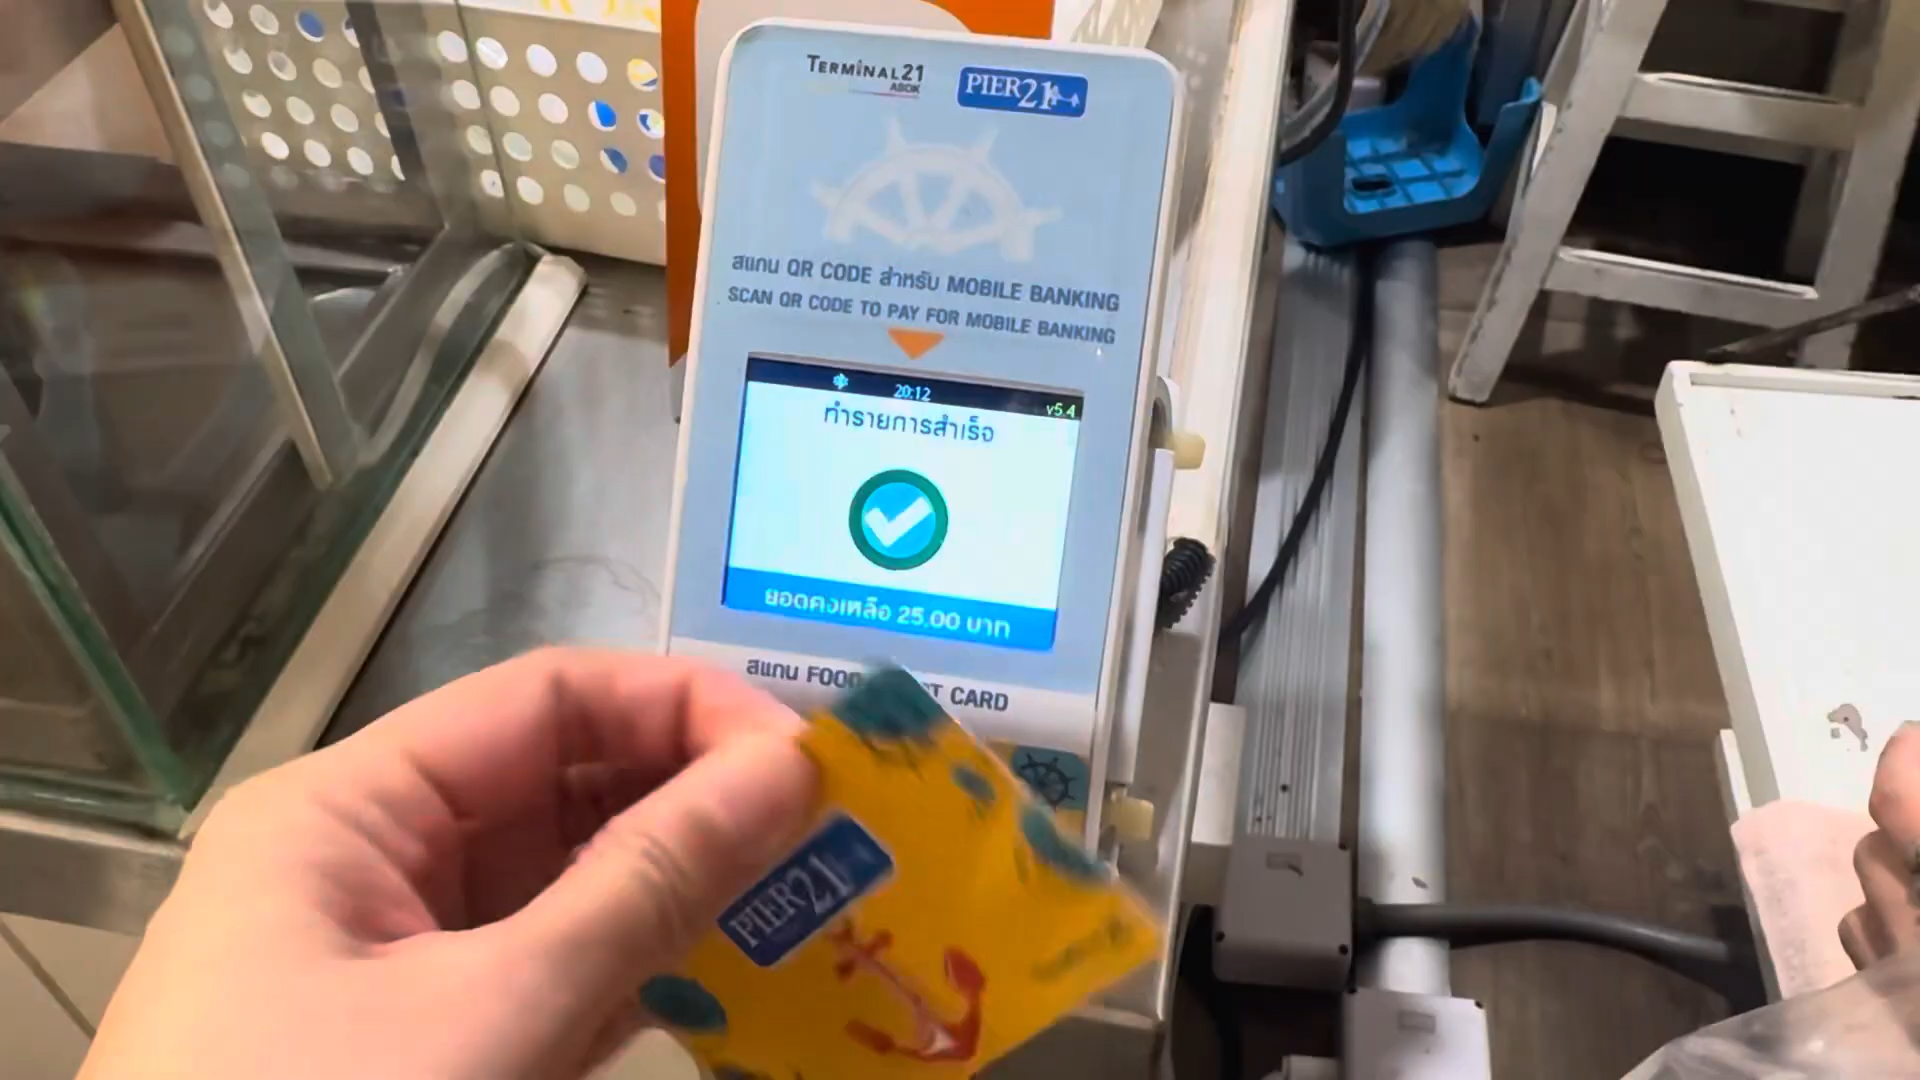 TERMINAL21
ASOK
PIER21
สแกน QR CODE สำหรับ MOBILE BANKING
SCAN QR CODE TO PAY FOR MOBILE BANKING
20:12
v5.4
ทำรายการสำเร็จ
ยอดคงเหลือ 25.00 บาท
สแกน FOOD CARD
PIER21